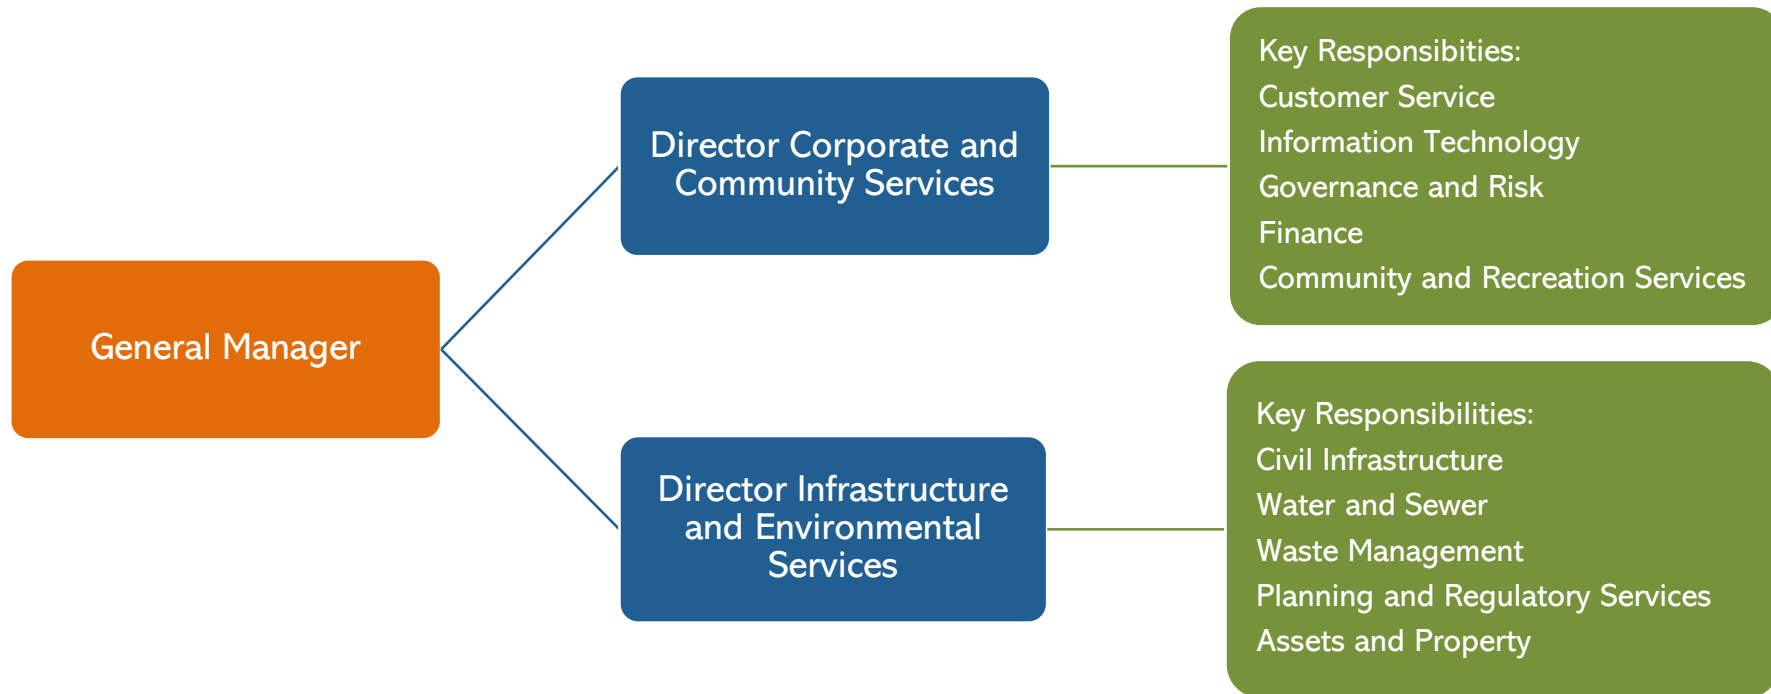 General Manager
Director Corporate and
Community Services
Key Responsibities:
Customer Service
Information Technology
Governance and Risk
Finance
Community and Recreation Services
Director Infrastructure
and Environmental
Services
Key Responsibilities:
Civil Infrastructure
Water and Sewer
Waste Management
Planning and Regulatory Services
Assets and Property